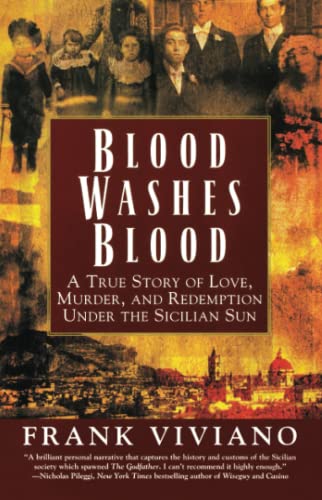 BLOOD
WASHES
BLOOD
A TRUE STORY OF LOVE,
MURDER, AND REDEMPTION
UNDER THE SICILIAN SUN
FRANK VIVIANO
"A brilliant personal narrative that captures the history and customs of the Sicilian
society which spawned The Godfather. I can't recommend it highly enough."
—Nicholas Pileggi, New York Times bestselling author of Wiseguy and Casino